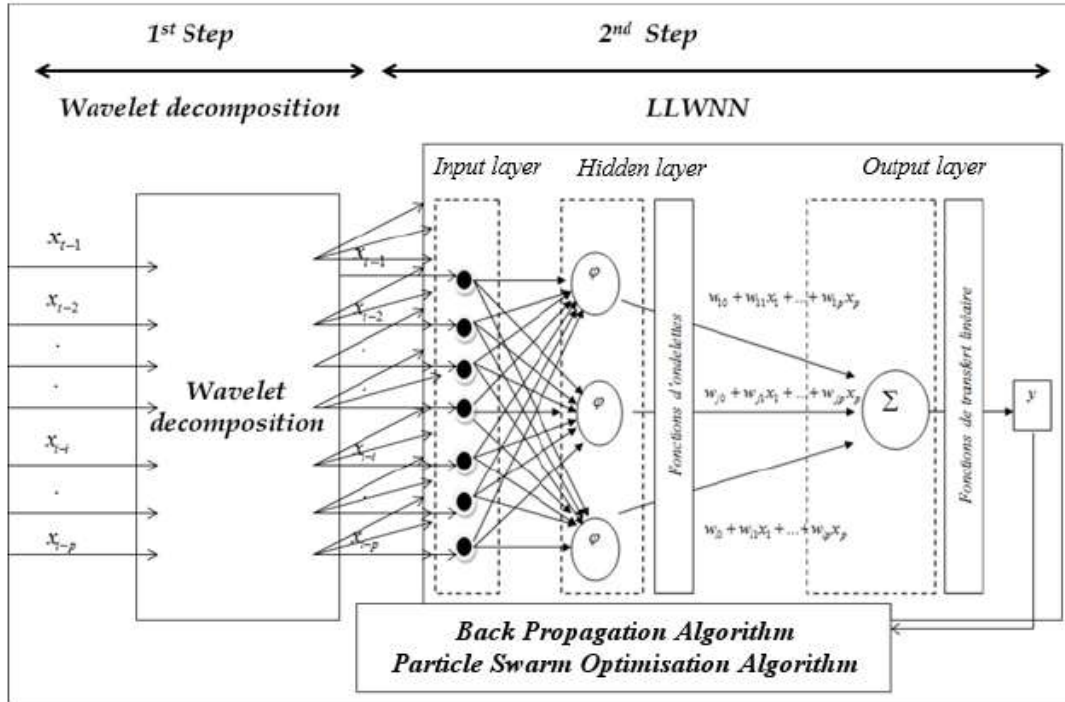 1st Step
2nd Step
Wavelet decomposition
LLWNN
Input layer
Hidden layer
Output layer
x_{t-1}
x_{t-2}
.
.
x_{t-i}
.
x_{t-p}
Wavelet
decomposition
x_{t-1}
x_{t-2}
.
.
x_{t-i}
.
x_{t-p}
φ
φ
φ
Fonctions d'ondelettes
w_{10} + w_{11}x_1 + ... + w_{1p}x_p
w_{j0} + w_{j1}x_1 + ... + w_{jp}x_p
w_{i0} + w_{i1}x_1 + ... + w_{ip}x_p
Σ
Fonctions de transfert linéaire
y
Back Propagation Algorithm
Particle Swarm Optimisation Algorithm